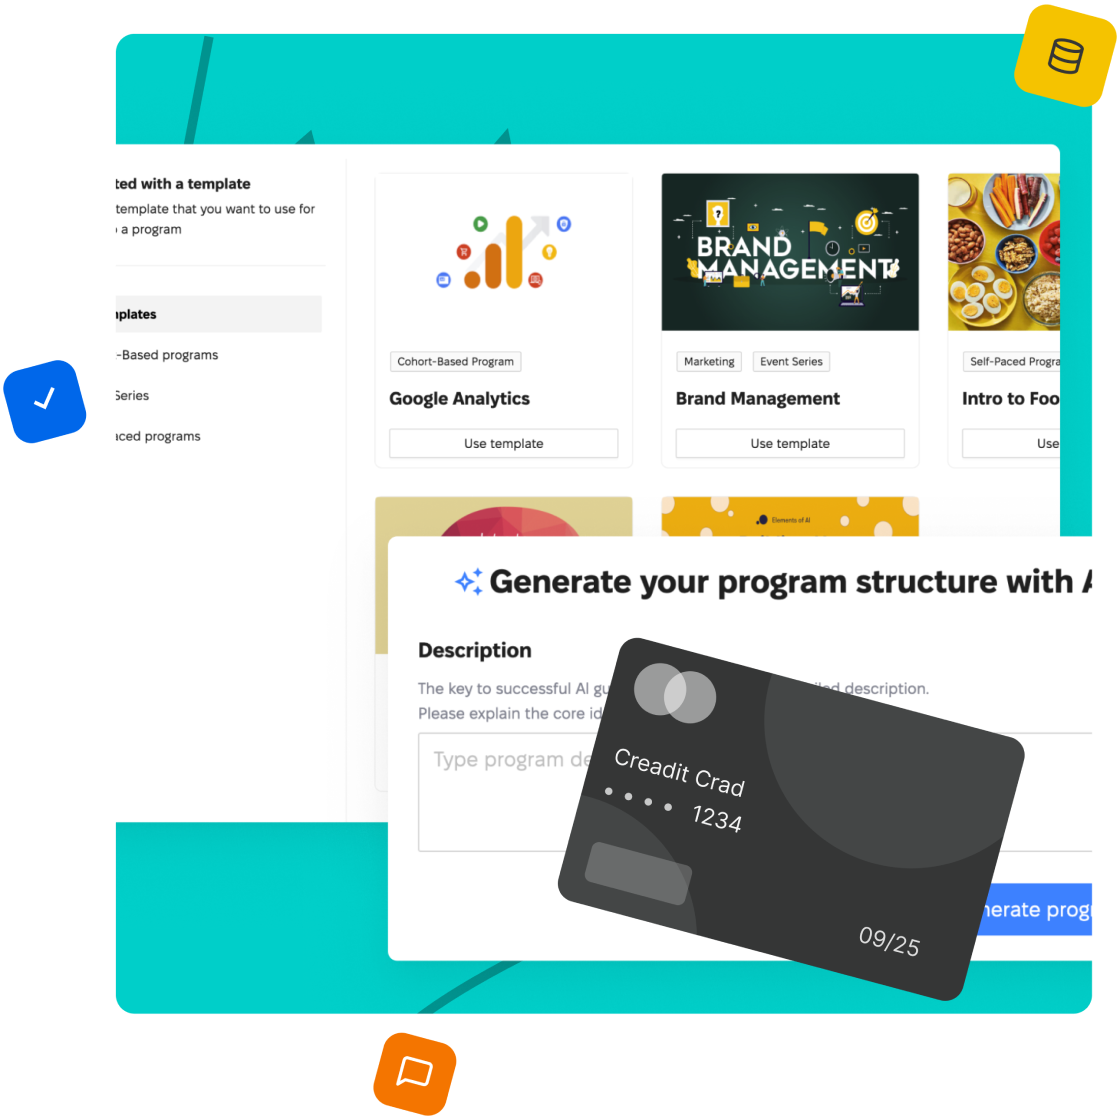 ted with a template
template that you want to use for
a program
plates
-Based programs
Series
aced programs
Cohort-Based Program
Google Analytics
Use template
BRAND
MANAGEMENT
Marketing
Event Series
Brand Management
Use template
Self-Paced Progra
Intro to Foo
Use
Elements of AI
Generate your program structure with A
Description
The key to successful AI gu
led description.
Please explain the core id
Type program de
Creadit Crad
1234
09/25
nerate progr